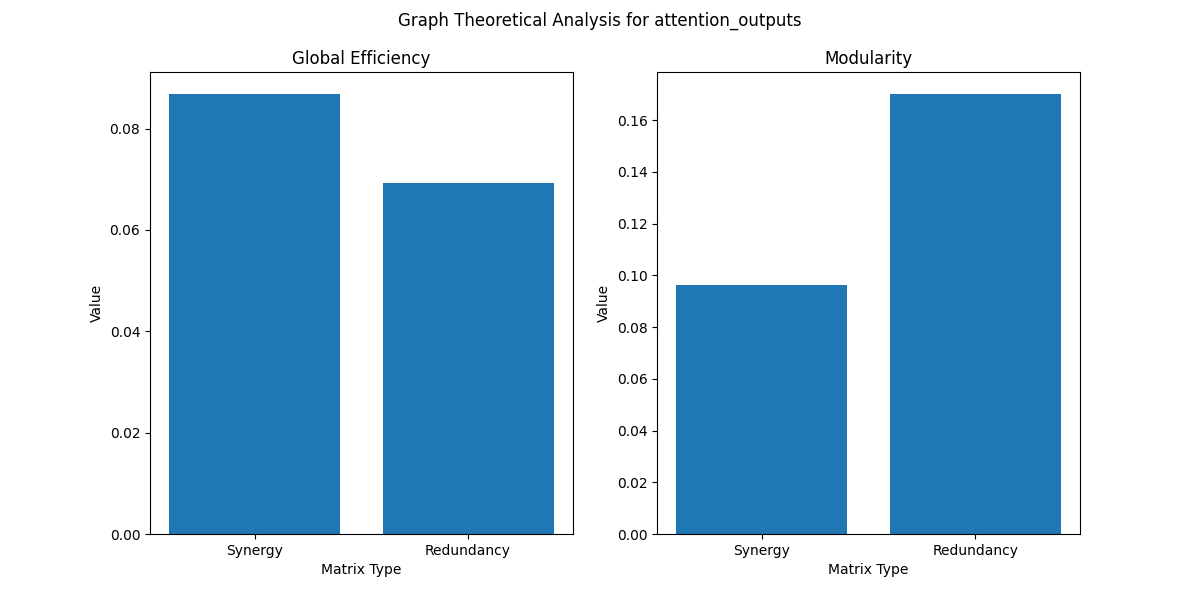 Graph Theoretical Analysis for attention_outputs
Global Efficiency
Value
0.08
0.06
0.04
0.02
0.00
Synergy Redundancy
Matrix Type
Modularity
Value
0.16
0.14
0.12
0.10
0.08
0.06
0.04
0.02
0.00
Synergy Redundancy
Matrix Type